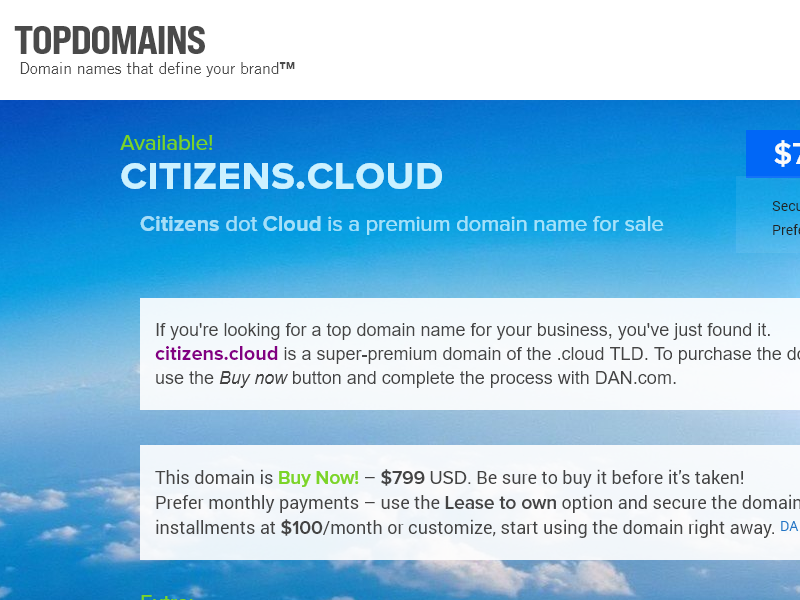 TOPDOMAINS
Domain names that define your brand™
Available!
CITIZENS.CLOUD
Citizens dot Cloud is a premium domain name for sale
$7
Secu
Prefe
If you're looking for a top domain name for your business, you've just found it.
citizens.cloud is a super-premium domain of the .cloud TLD. To purchase the do
use the Buy now button and complete the process with DAN.com.
This domain is Buy Now! – $799 USD. Be sure to buy it before it's taken!
Prefer monthly payments – use the Lease to own option and secure the domain
installments at $100/month or customize, start using the domain right away. DA